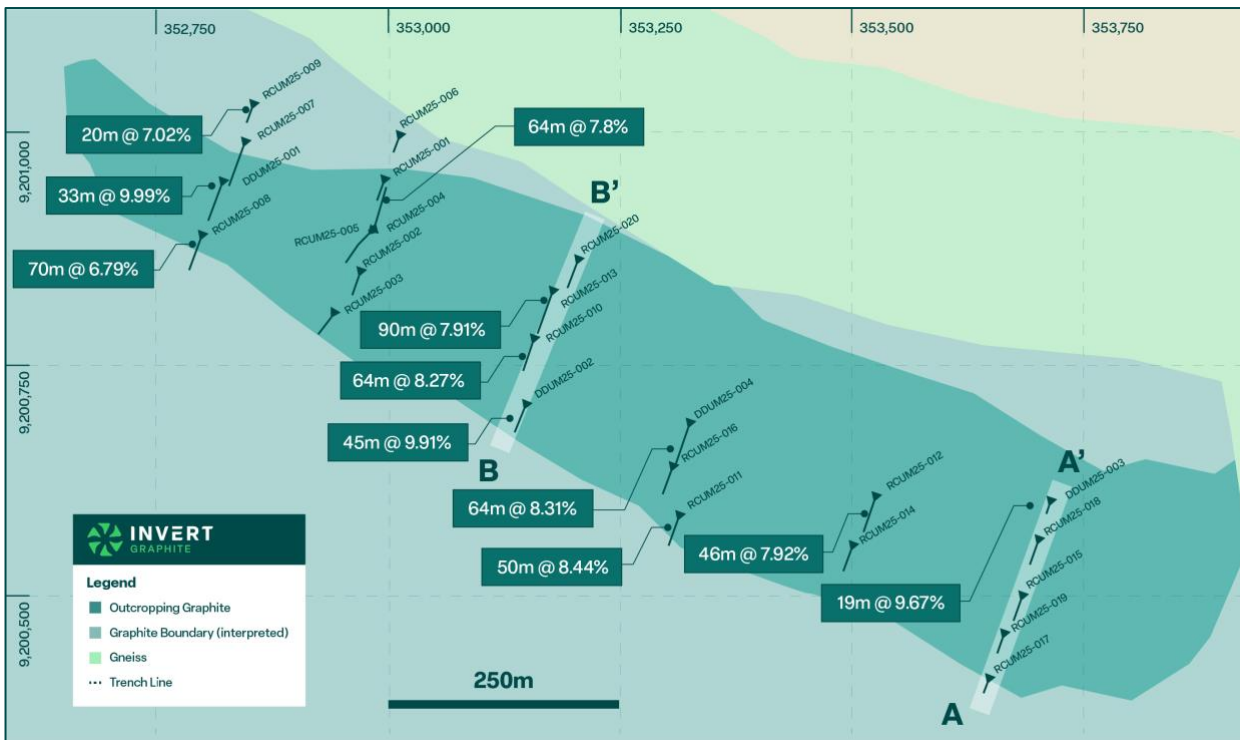 352,750
353,000
353,250
353,500
353,750
9,201,000
9,200,750
9,200,500
RCUM25-009
20m @ 7.02%
RCUM25-007
DDUM25-001
33m @ 9.99%
RCUM25-008
70m @ 6.79%
RCUM25-006
64m @ 7.8%
RCUM25-001
RCUM25-004
RCUM25-005
RCUM25-002
RCUM25-003
B'
RCUM25-020
RCUM25-013
90m @ 7.91%
RCUM25-010
64m @ 8.27%
DDUM25-002
45m @ 9.91%
B
DDUM25-004
RCUM25-016
64m @ 8.31%
RCUM25-011
50m @ 8.44%
RCUM25-012
RCUM25-014
46m @ 7.92%
A'
DDUM25-003
RCUM25-018
19m @ 9.67%
RCUM25-015
RCUM25-019
RCUM25-017
A
INVERT
GRAPHITE
Legend
Outcropping Graphite
Graphite Boundary (interpreted)
Gneiss
Trench Line
250m